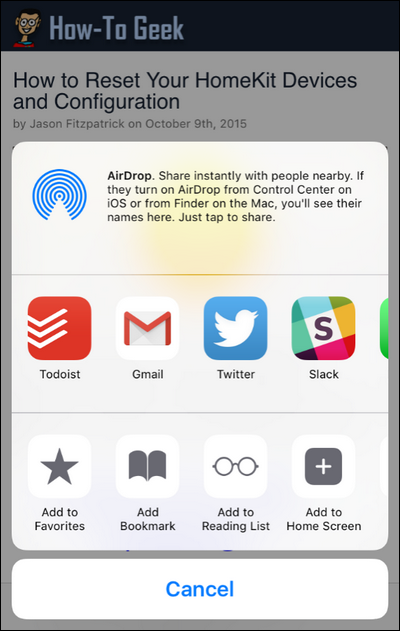 How-To Geek
How to Reset Your HomeKit Devices
and Configuration
by Jason Fitzpatrick on October 9th, 2015
AirDrop. Share instantly with people nearby. If
they turn on AirDrop from Control Center on
iOS or from Finder on the Mac, you'll see their
names here. Just tap to share.
Todoist
Gmail
Twitter
S
Slack
Add to
Favorites
Add
Bookmark
Add to
Reading List
Add to
Home Screen
Cancel